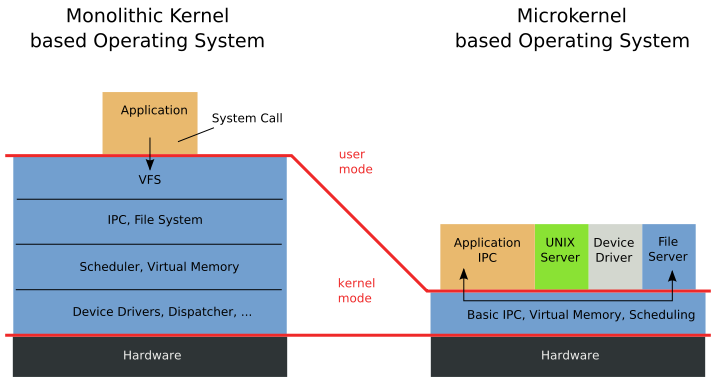 Monolithic Kernel
based Operating System
Microkernel
based Operating System
Application
System Call
user
mode
VFS
IPC, File System
Scheduler, Virtual Memory
kernel
mode
Device Drivers, Dispatcher, ...
Hardware
Application
IPC
UNIX
Server
Device
Driver
File
Server
Basic IPC, Virtual Memory, Scheduling
Hardware